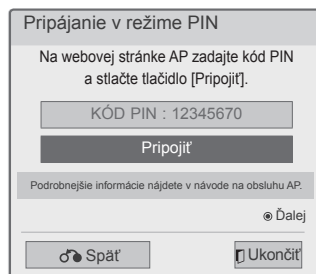 Pripájanie v režime PIN
Na webovej stránke AP zadajte kód PIN
a stlačte tlačidlo [Pripojiť].
KÓD PIN : 12345670
Pripojiť
Podrobnejšie informácie nájdete v návode na obsluhu AP.
Ďalej
Späť
Ukončiť